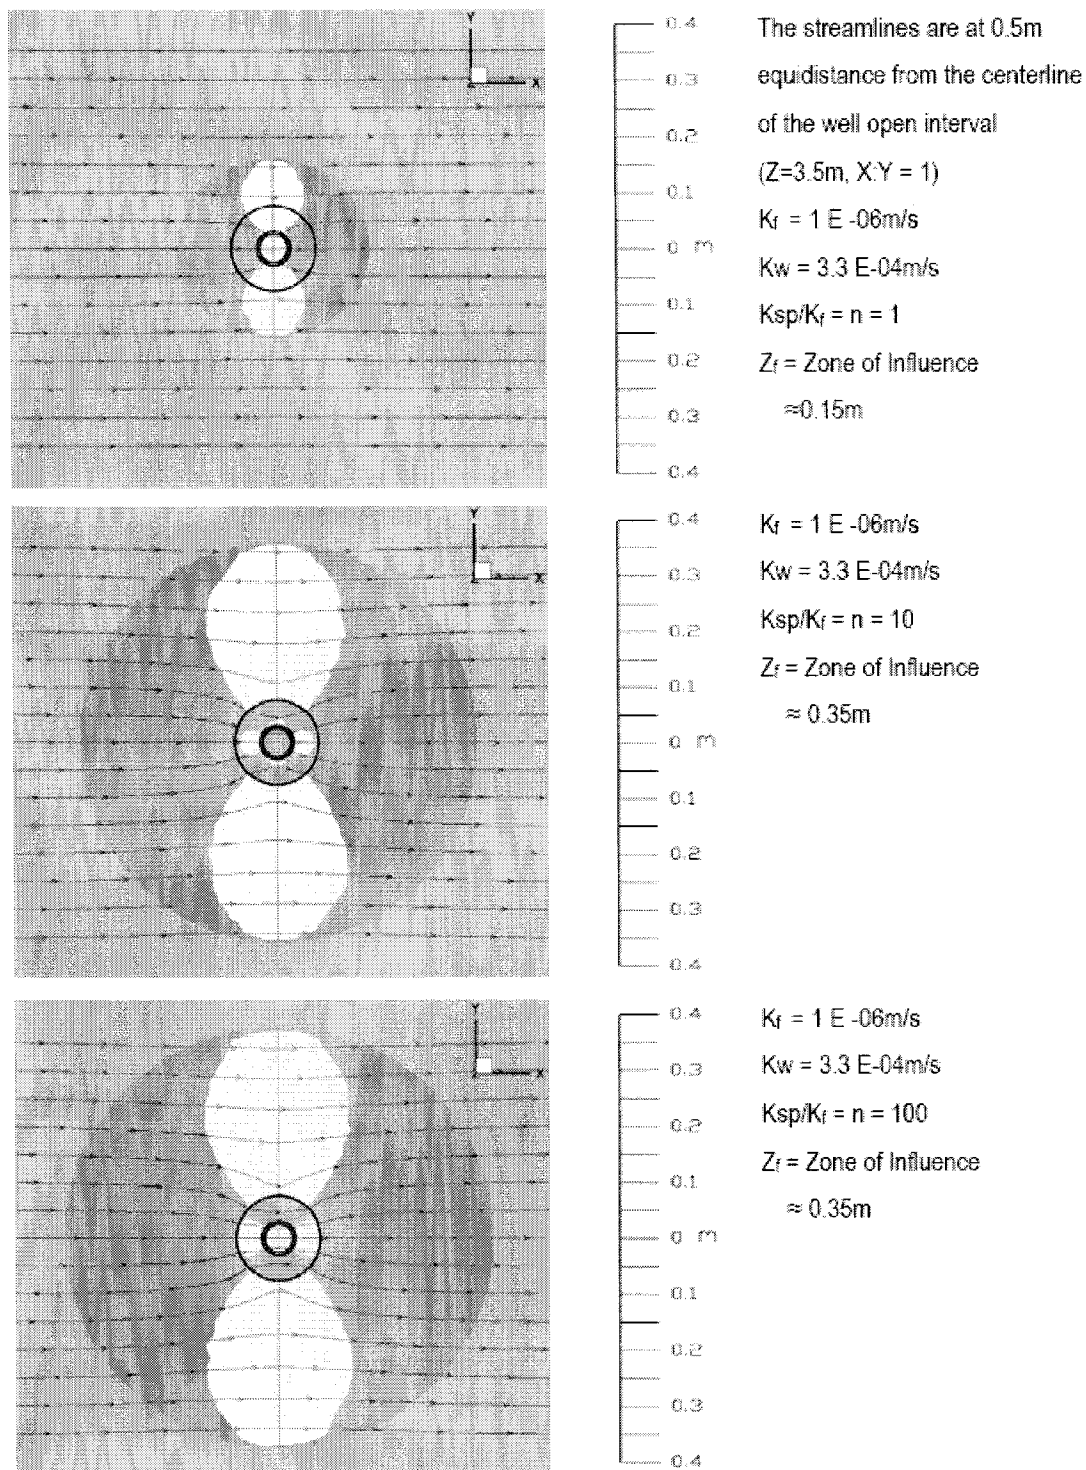 Y
X
0.4
0.3
0.2
0.1
0 m
0.1
0.2
0.3
0.4
The streamlines are at 0.5m
equidistance from the centerline
of the well open interval
(Z=3.5m, X:Y = 1)
Kf = 1 E -06m/s
Kw = 3.3 E-04m/s
Ksp/Kf = n = 1
Zf = Zone of Influence
≈0.15m
Y
X
0.4
0.3
0.2
0.1
0 m
0.1
0.2
0.3
0.4
Kf = 1 E -06m/s
Kw = 3.3 E-04m/s
Ksp/Kf = n = 10
Zf = Zone of Influence
≈ 0.35m
Y
X
0.4
0.3
0.2
0.1
0 m
0.1
0.2
0.3
0.4
Kf = 1 E -06m/s
Kw = 3.3 E-04m/s
Ksp/Kf = n = 100
Zf = Zone of Influence
≈ 0.35m